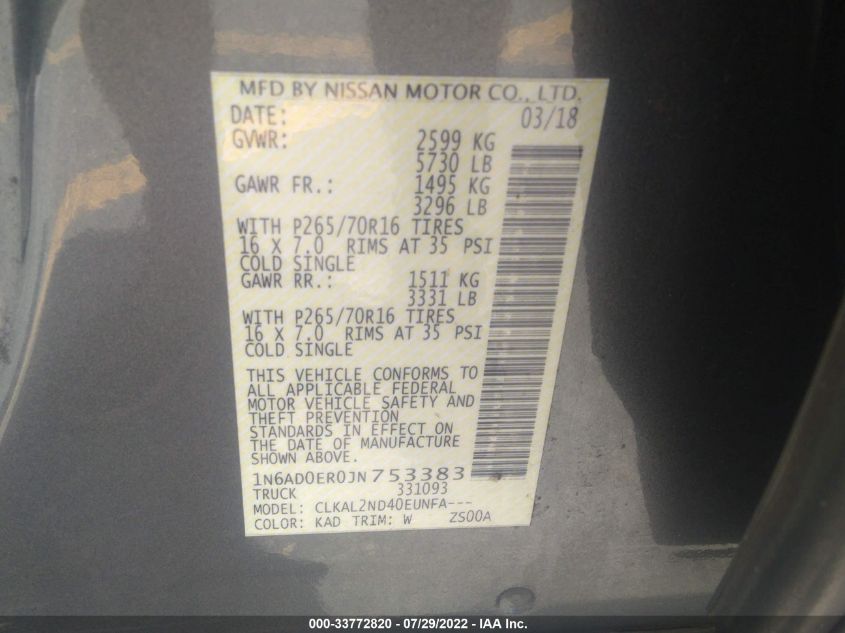 MFD BY NISSAN MOTOR CO., LTD.
DATE: 03/18
GVWR: 2599 KG
5730 LB
GAWR FR.: 1495 KG
3296 LB
WITH P265/70R16 TIRES
16 X 7.0 RIMS AT 35 PSI
COLD SINGLE
GAWR RR.: 1511 KG
3331 LB
WITH P265/70R16 TIRES
16 X 7.0 RIMS AT 35 PSI
COLD SINGLE
THIS VEHICLE CONFORMS TO
ALL APPLICABLE FEDERAL
MOTOR VEHICLE SAFETY AND
THEFT PREVENTION
STANDARDS IN EFFECT ON
THE DATE OF MANUFACTURE
SHOWN ABOVE.
1N6AD0ER0JN753383
TRUCK 331093
MODEL: CLKAL2ND40EUNFA---
COLOR: KAD TRIM: W ZS00A
000-33772820 - 07/29/2022 - IAA Inc.